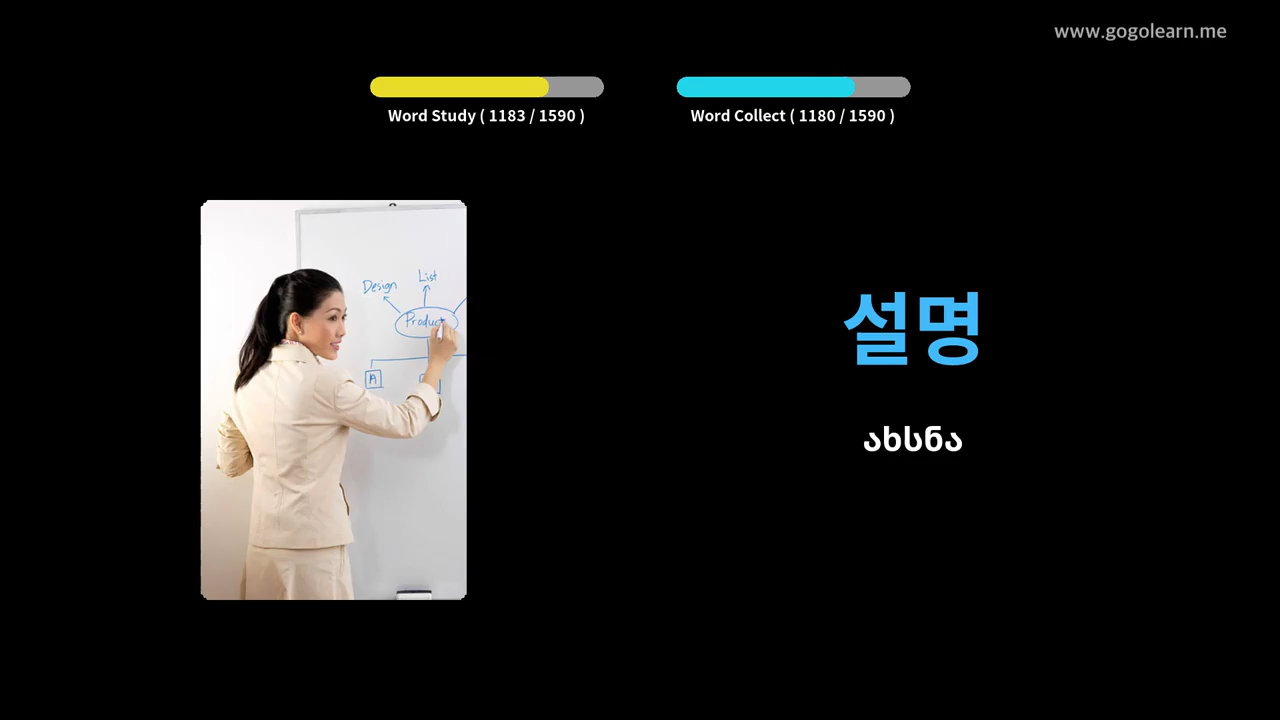 www.gogolearn.me
Word Study ( 1183 / 1590 )
Word Collect ( 1180 / 1590 )
Design
List
Product
A
설명
ახსნა